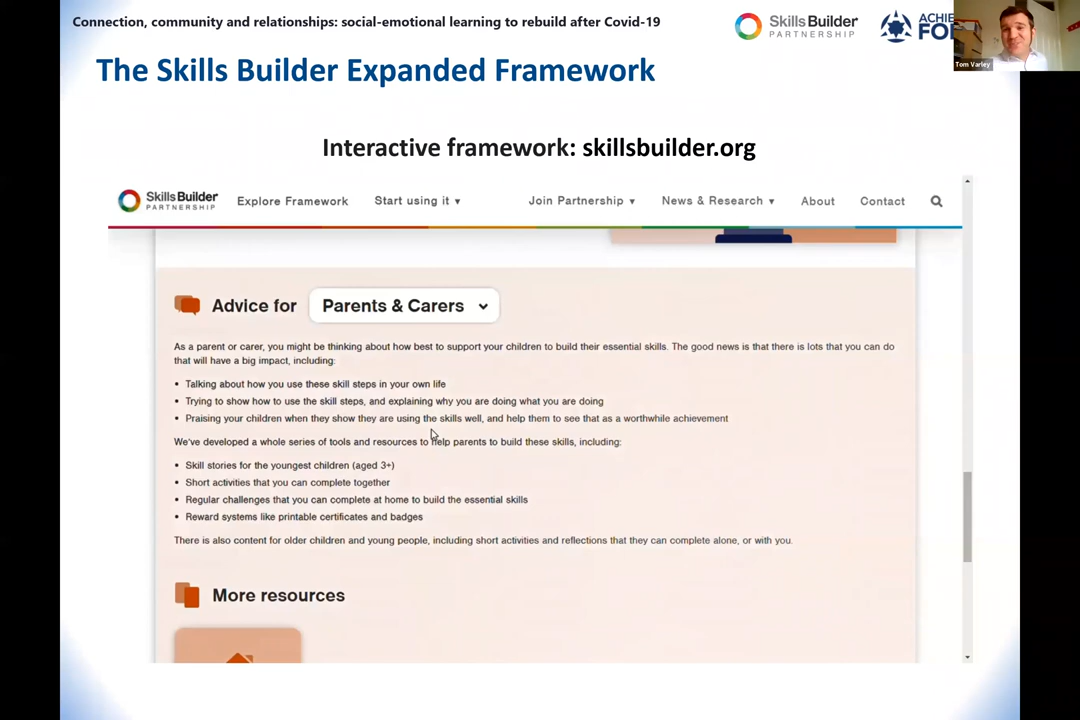 Connection, community and relationships: social-emotional learning to rebuild after Covid-19
SkillsBuilder
PARTNERSHIP
Tom Varley
The Skills Builder Expanded Framework
Interactive framework: skillsbuilder.org
SkillsBuilder
PARTNERSHIP
Explore Framework
Start using it ▾
Join Partnership ▾
News & Research ▾
About
Contact
Advice for
Parents & Carers
As a parent or carer, you might be thinking about how best to support your children to build their essential skills. The good news is that there is lots that you can do
that will have a big impact, including:
• Talking about how you use these skill steps in your own life
• Trying to show how to use the skill steps, and explaining why you are doing what you are doing
• Praising your children when they show they are using the skills well, and help them to see that as a worthwhile achievement
We've developed a whole series of tools and resources to help parents to build these skills, including:
• Skill stories for the youngest children (aged 3+)
• Short activities that you can complete together
• Regular challenges that you can complete at home to build the essential skills
• Reward systems like printable certificates and badges
There is also content for older children and young people, including short activities and reflections that they can complete alone, or with you.
More resources